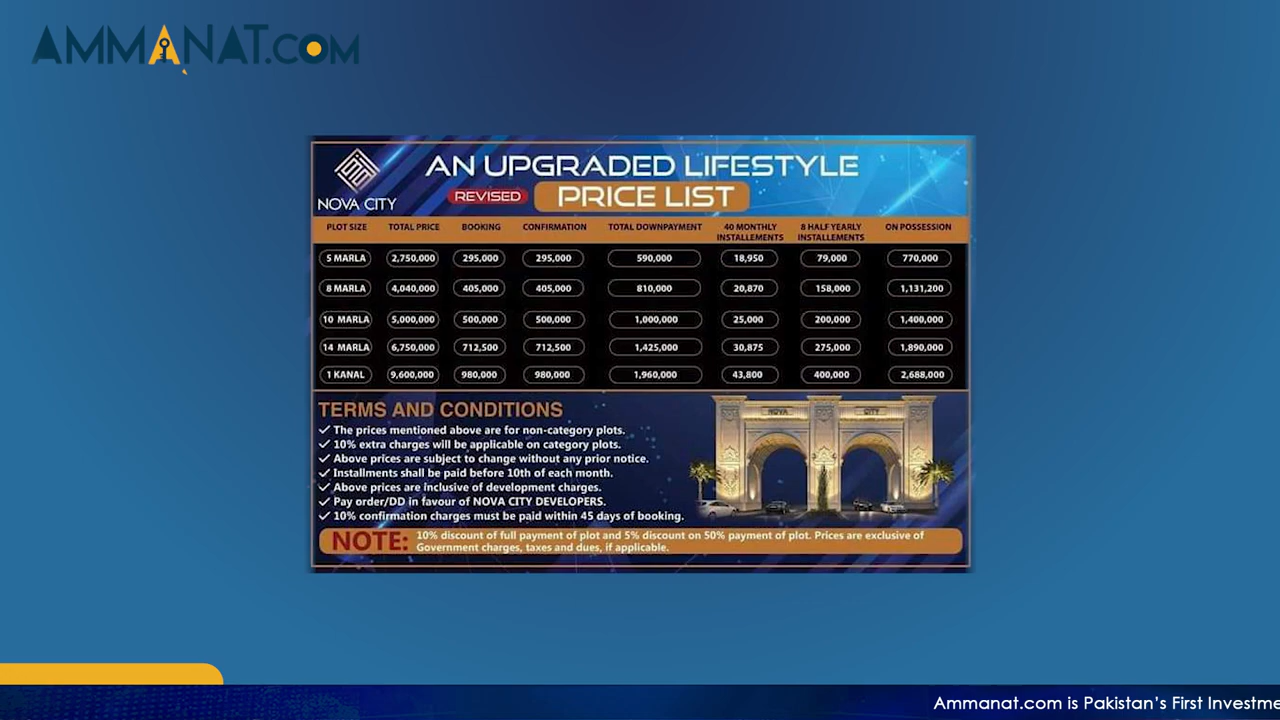 AMMANAT.COM
NOVA CITY
AN UPGRADED LIFESTYLE
REVISED PRICE LIST
PLOT SIZE TOTAL PRICE BOOKING CONFIRMATION TOTAL DOWNPAYMENT 40 MONTHLY INSTALLEMENTS 8 HALF YEARLY INSTALLEMENTS ON POSSESSION
5 MARLA 2,750,000 295,000 295,000 590,000 18,950 79,000 770,000
8 MARLA 4,040,000 405,000 405,000 810,000 20,870 158,000 1,131,200
10 MARLA 5,000,000 500,000 500,000 1,000,000 25,000 200,000 1,400,000
14 MARLA 6,750,000 712,500 712,500 1,425,000 30,875 275,000 1,890,000
1 KANAL 9,600,000 980,000 980,000 1,960,000 43,800 400,000 2,688,000
TERMS AND CONDITIONS
✓ The prices mentioned above are for non-category plots.
✓ 10% extra charges will be applicable on category plots.
✓ Above prices are subject to change without any prior notice.
✓ Installments shall be paid before 10th of each month.
✓ Above prices are inclusive of development charges.
✓ Pay order/DD in favour of NOVA CITY DEVELOPERS.
✓ 10% confirmation charges must be paid within 45 days of booking.
NOVA CITY
NOTE: 10% discount of full payment of plot and 5% discount on 50% payment of plot. Prices are exclusive of
Government charges, taxes and dues, if applicable.
Ammanat.com is Pakistan's First Investme